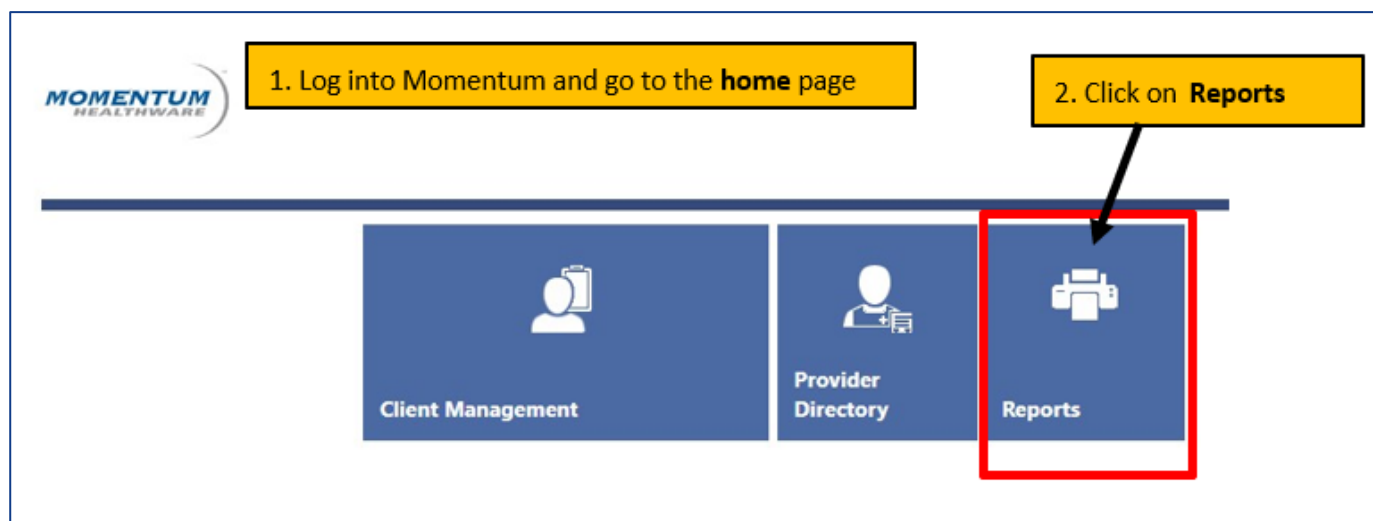 MOMENTUM
HEALTHWARE
1. Log into Momentum and go to the home page
2. Click on Reports
Client Management
Provider
Directory
Reports